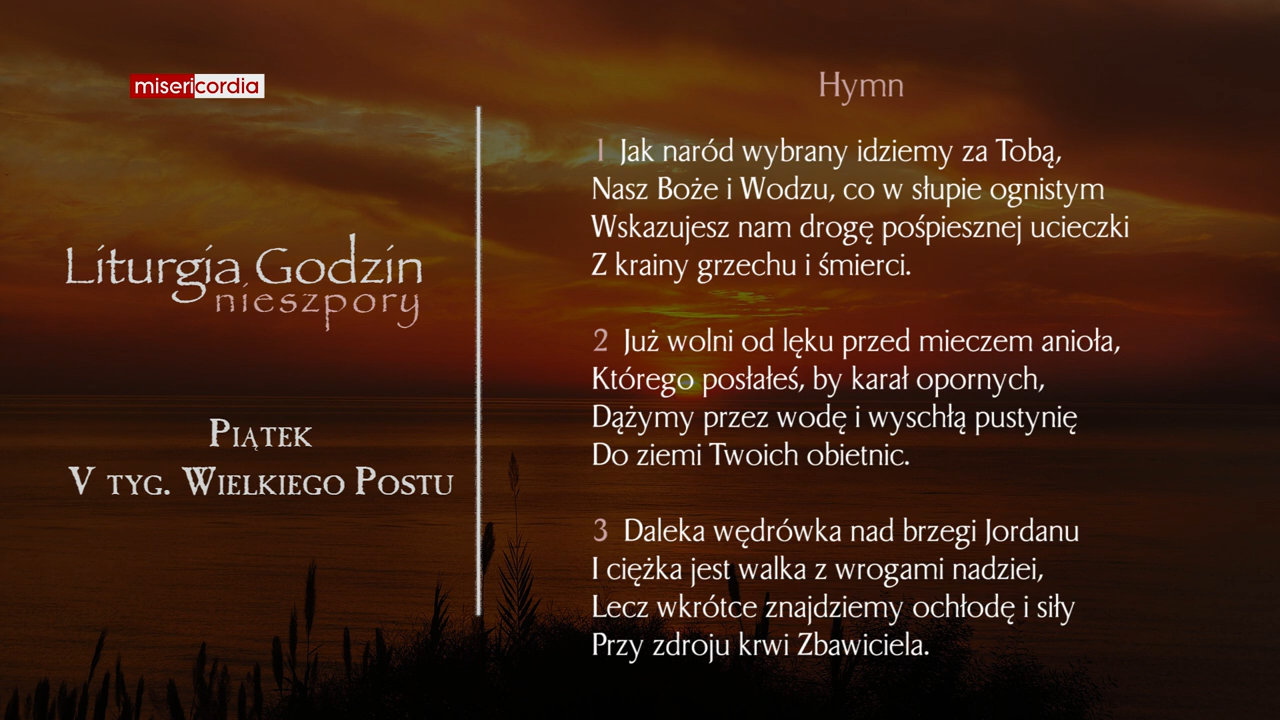 misericordia
Liturgia Godzin
nieszpory
Piątek
V tyg. Wielkiego Postu
Hymn
1 Jak naród wybrany idziemy za Tobą,
Nasz Boże i Wodzu, co w słupie ognistym
Wskazujesz nam drogę pośpiesznej ucieczki
Z krainy grzechu i śmierci.
2 Już wolni od lęku przed mieczem anioła,
Którego posłałeś, by karał opornych,
Dążymy przez wodę i wyschłą pustynię
Do ziemi Twoich obietnic.
3 Daleka wędrówka nad brzegi Jordanu
I ciężka jest walka z wrogami nadziei,
Lecz wkrótce znajdziemy ochłodę i siły
Przy zdroju krwi Zbawiciela.